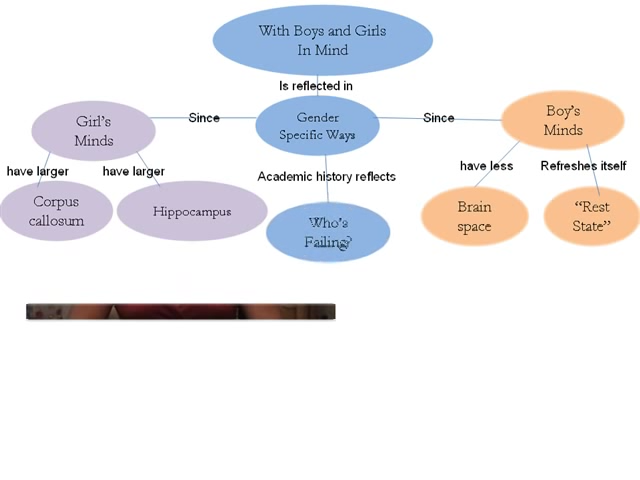 With Boys and Girls
In Mind
Is reflected in
Girl's
Minds
Since
Gender
Specific Ways
Since
Boy's
Minds
have larger
have larger
Academic history reflects
have less
Refreshes itself
Corpus
callosum
Hippocampus
Who's
Failing?
Brain
space
"Rest
State"